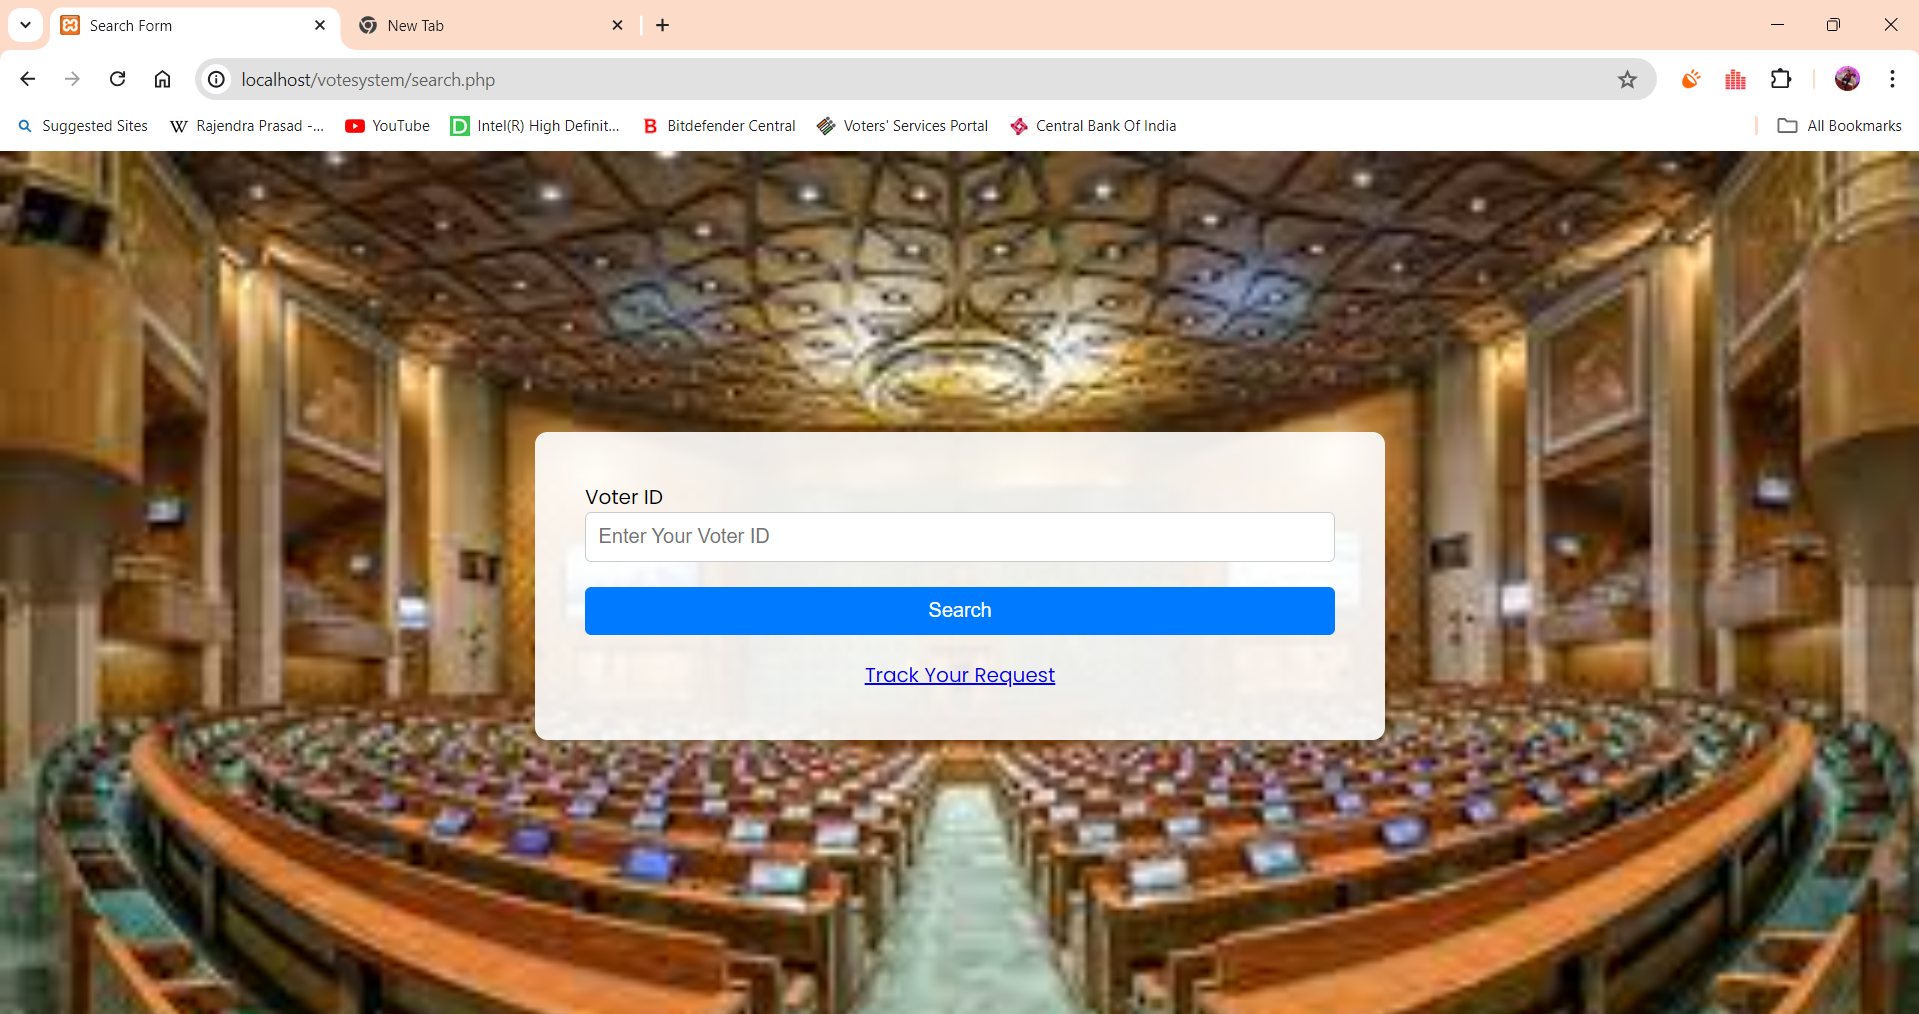 Search Form
New Tab
localhost/votesystem/search.php
Suggested Sites
W Rajendra Prasad -...
YouTube
D Intel(R) High Definit...
B Bitdefender Central
Voters' Services Portal
Central Bank Of India
All Bookmarks
Voter ID
Enter Your Voter ID
Search
Track Your Request